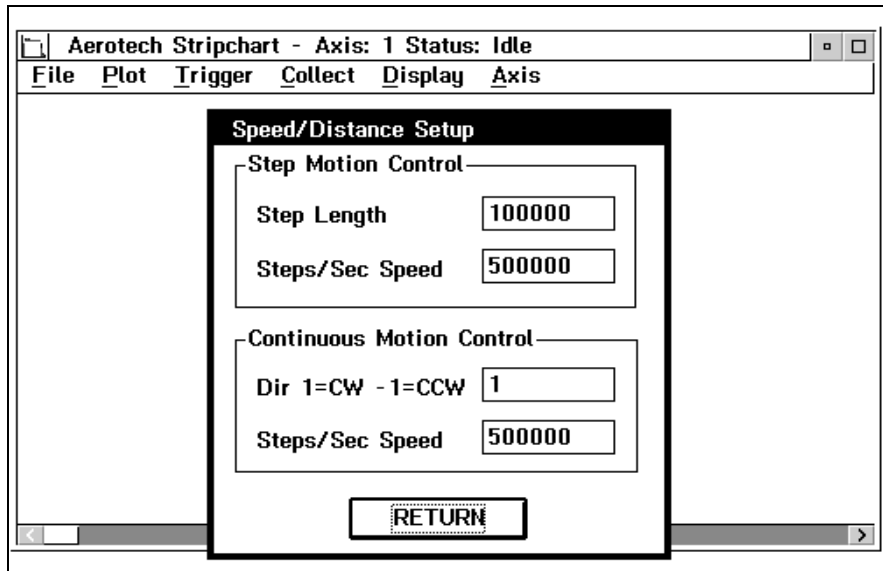 Aerotech Stripchart - Axis: 1 Status: Idle
File Plot Trigger Collect Display Axis
Speed/Distance Setup
Step Motion Control
Step Length 100000
Steps/Sec Speed 500000
Continuous Motion Control
Dir 1=CW -1=CCW 1
Steps/Sec Speed 500000
RETURN